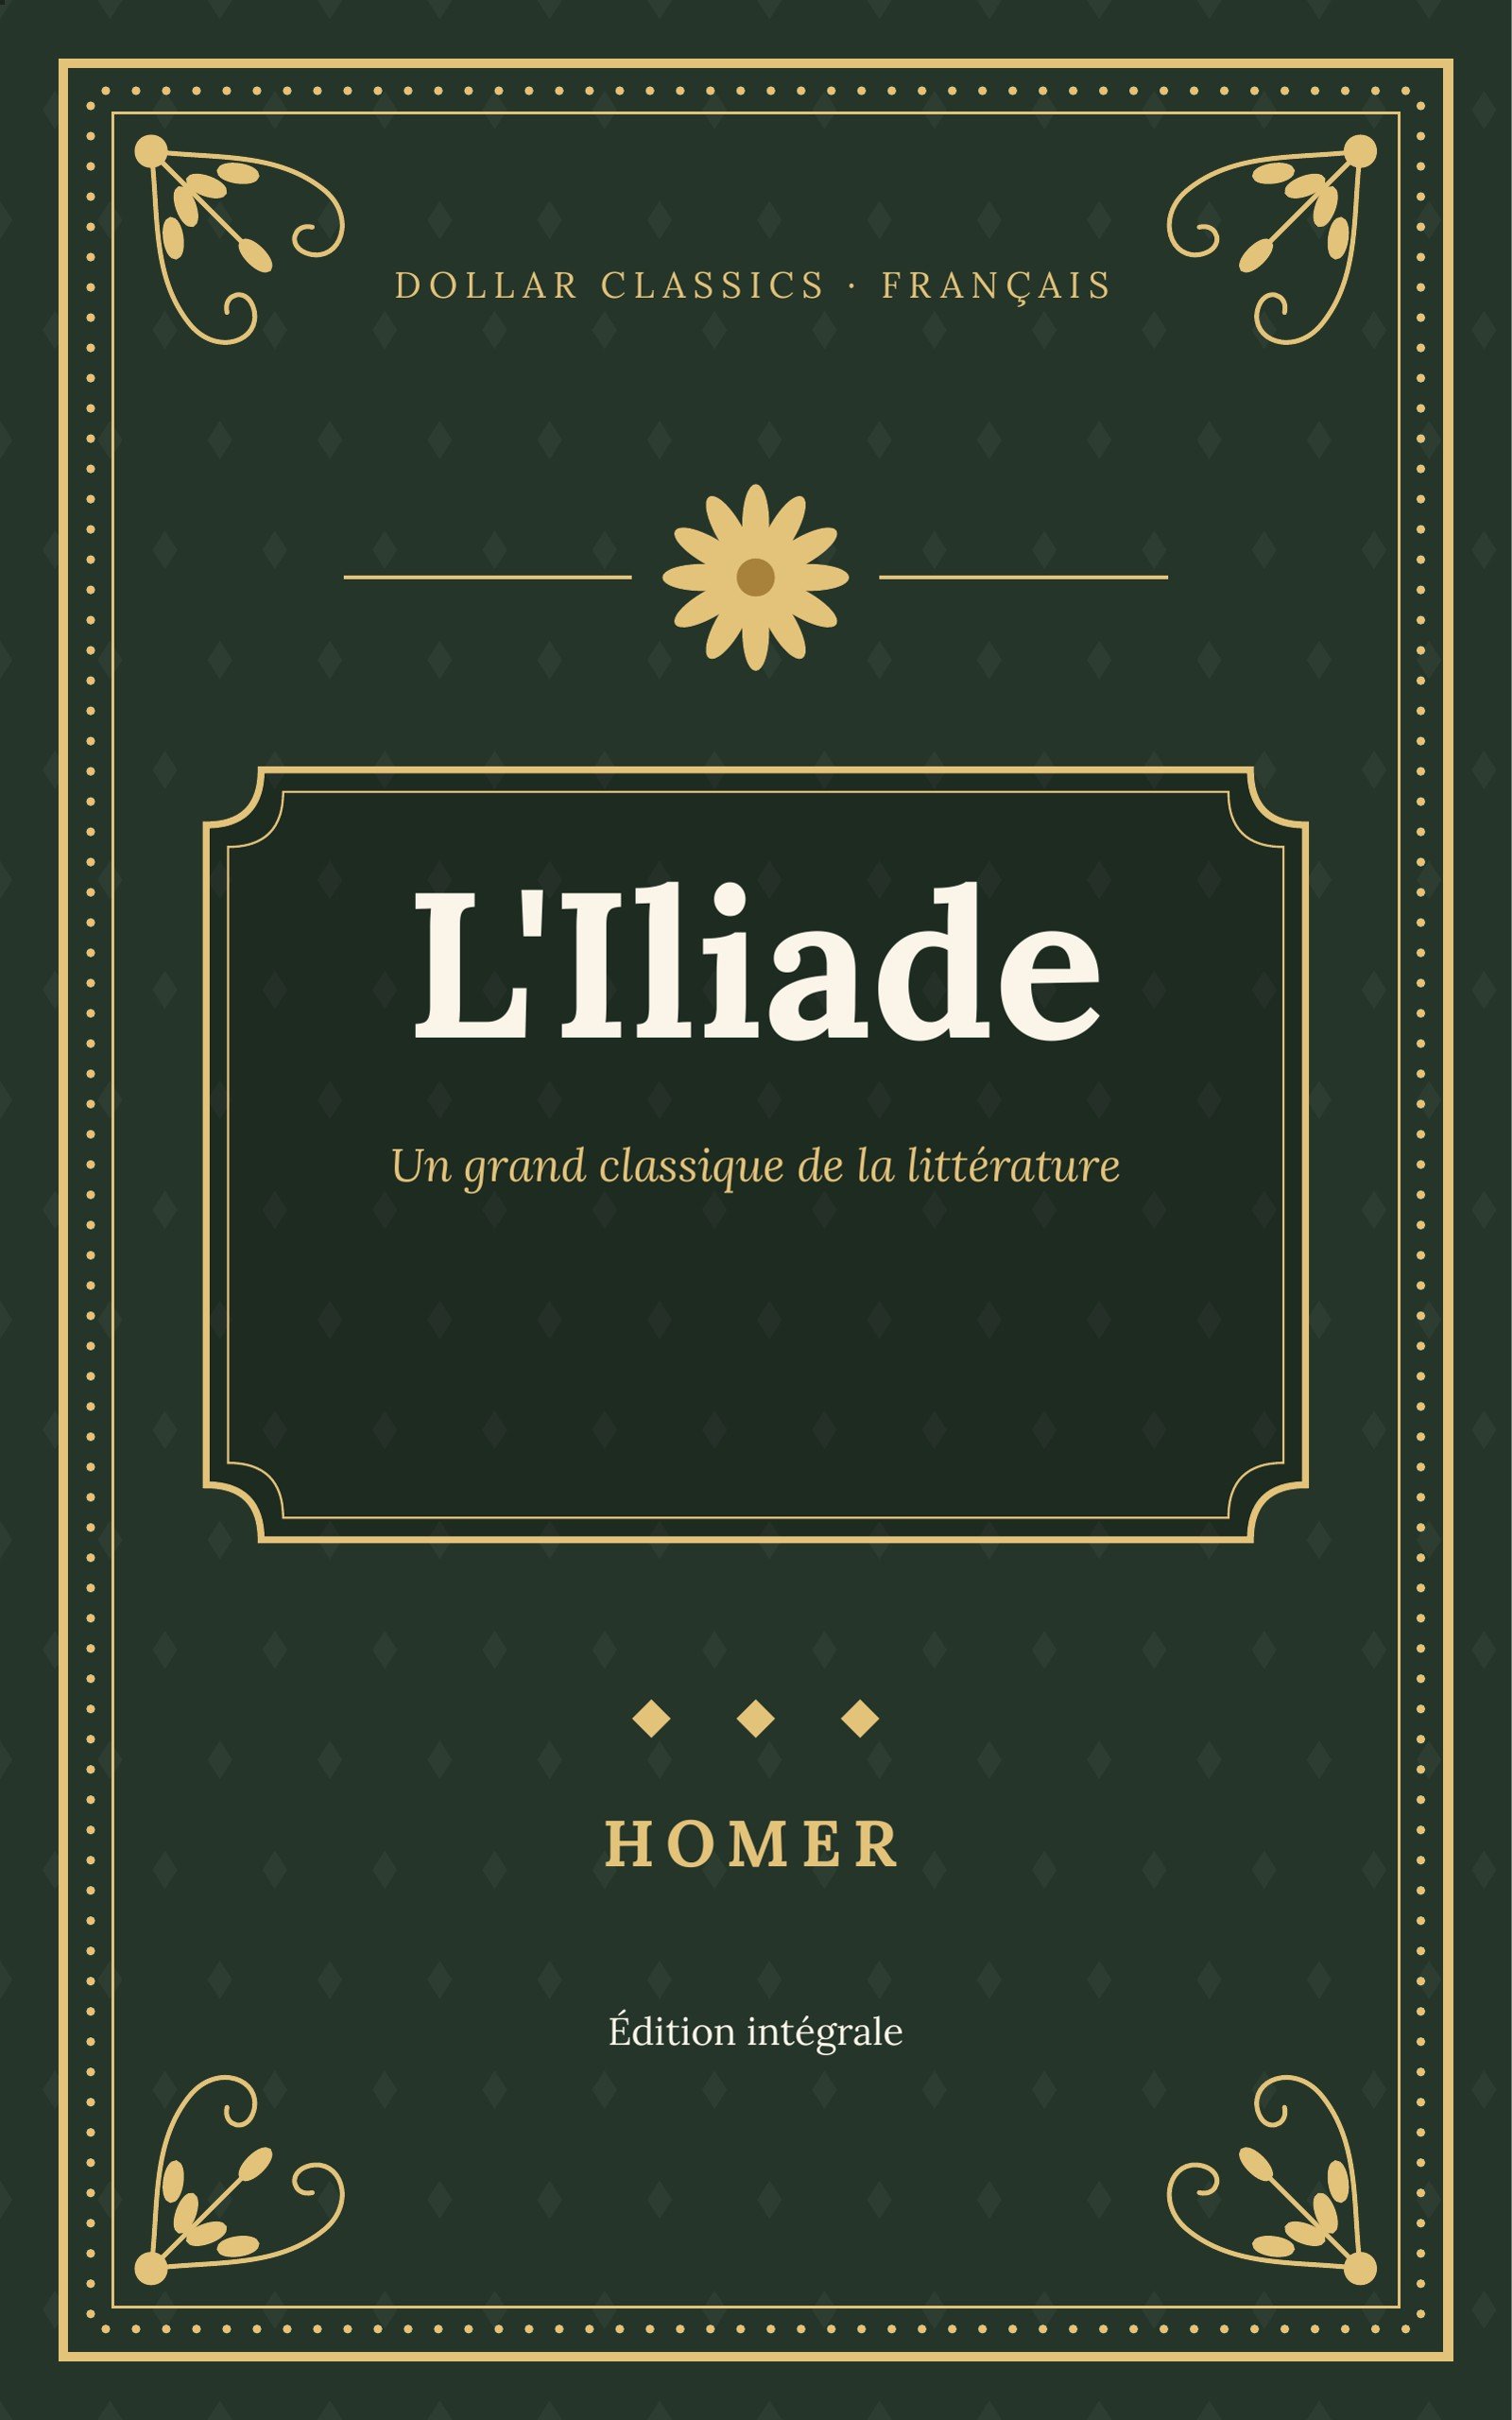 DOLLAR CLASSICS · FRANÇAIS
L'Iliade
Un grand classique de la littérature
HOMER
Édition intégrale